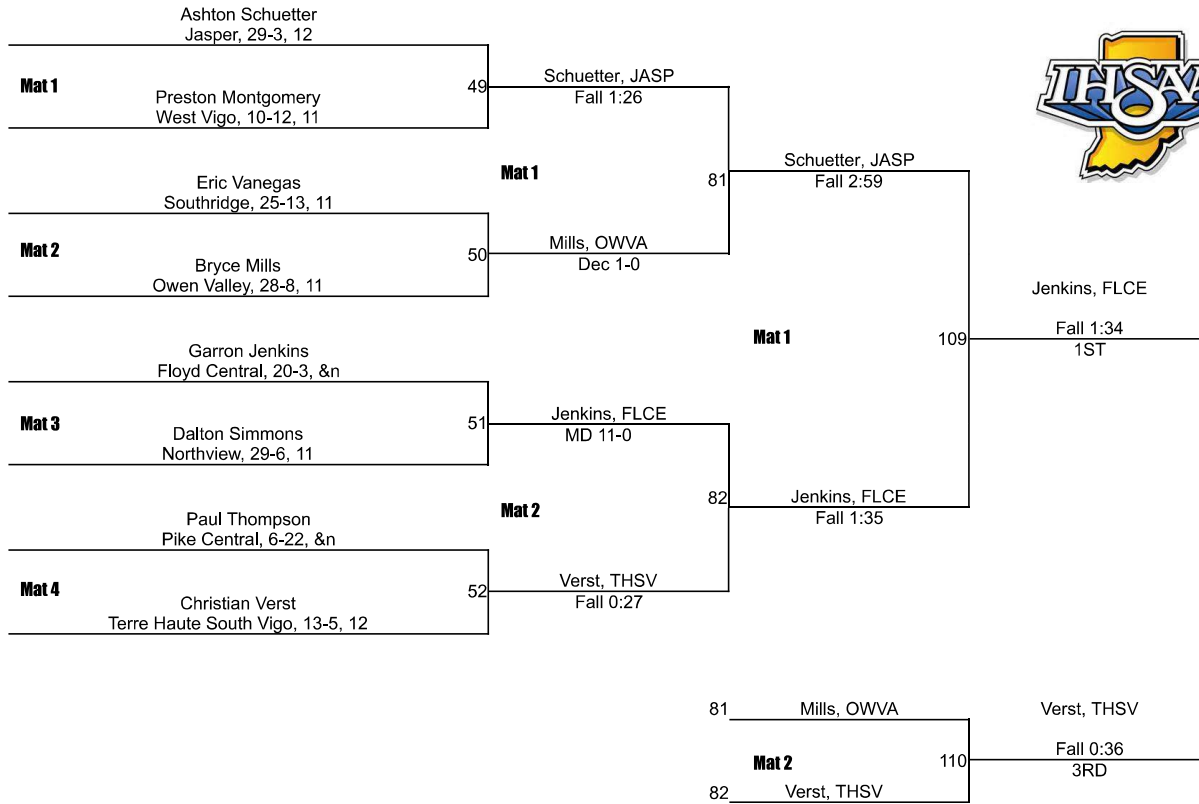 Ashton Schuetter
Jasper, 29-3, 12
Mat 1
Preston Montgomery
West Vigo, 10-12, 11
49
Schuetter, JASP
Fall 1:26
Eric Vanegas
Southridge, 25-13, 11
Mat 2
Bryce Mills
Owen Valley, 28-8, 11
50
Mills, OWVA
Dec 1-0
Mat 1
81
Schuetter, JASP
Fall 2:59
Garron Jenkins
Floyd Central, 20-3, &n
Mat 3
Dalton Simmons
Northview, 29-6, 11
51
Jenkins, FLCE
MD 11-0
Paul Thompson
Pike Central, 6-22, &n
Mat 4
Christian Verst
Terre Haute South Vigo, 13-5, 12
52
Verst, THSV
Fall 0:27
Mat 2
82
Jenkins, FLCE
Fall 1:35
Mat 1
109
Jenkins, FLCE
Fall 1:34
1ST
IHSAA
81
Mills, OWVA
Mat 2
82
Verst, THSV
110
Verst, THSV
Fall 0:36
3RD